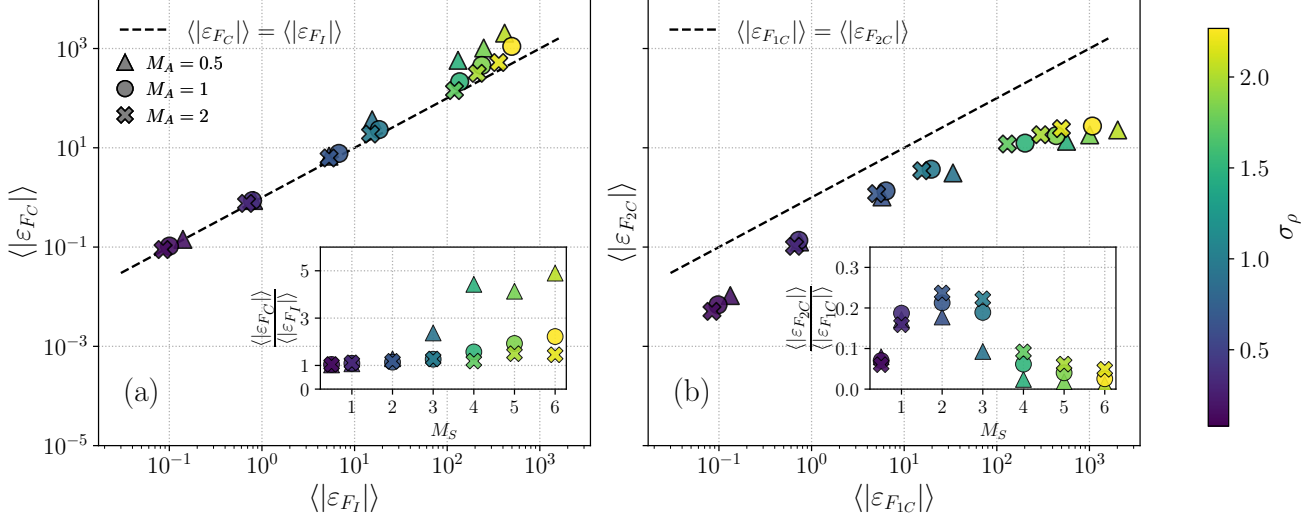 ⟨|ε_{F_C}|⟩ = ⟨|ε_{F_I}|⟩
M_A = 0.5
M_A = 1
M_A = 2
10^3
10^1
10^{-1}
10^{-3}
10^{-5}
⟨|ε_{F_C}|⟩
(a)
⟨|ε_{F_C}|⟩
⟨|ε_{F_I}|⟩
5
4
3
2
1
0
1 2 3 4 5 6
M_S
10^{-1} 10^0 10^1 10^2 10^3
⟨|ε_{F_I}|⟩
⟨|ε_{F_{1C}}|⟩ = ⟨|ε_{F_{2C}}|⟩
⟨|ε_{F_{2C}}|⟩
(b)
⟨|ε_{F_{2C}}|⟩
⟨|ε_{F_{1C}}|⟩
0.3
0.2
0.1
0.0
1 2 3 4 5 6
M_S
10^{-1} 10^0 10^1 10^2 10^3
⟨|ε_{F_{1C}}|⟩
2.0
1.5
1.0
0.5
σ_ρ